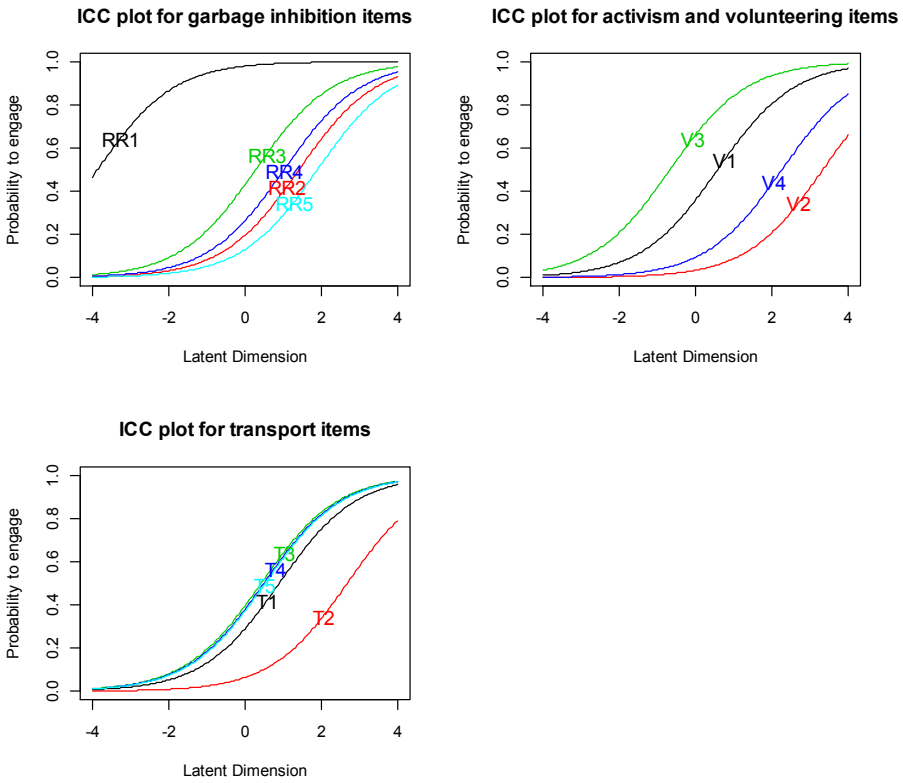 ICC plot for garbage inhibition items
Probability to engage
1.0
0.8
0.6
0.4
0.2
0.0
RR1
RR3
RR4
RR2
RR5
-4 -2 0 2 4
Latent Dimension
ICC plot for activism and volunteering items
Probability to engage
1.0
0.8
0.6
0.4
0.2
0.0
V3
V1
V4
V2
-4 -2 0 2 4
Latent Dimension
ICC plot for transport items
Probability to engage
1.0
0.8
0.6
0.4
0.2
0.0
T3
T4
T5
T1
T2
-4 -2 0 2 4
Latent Dimension